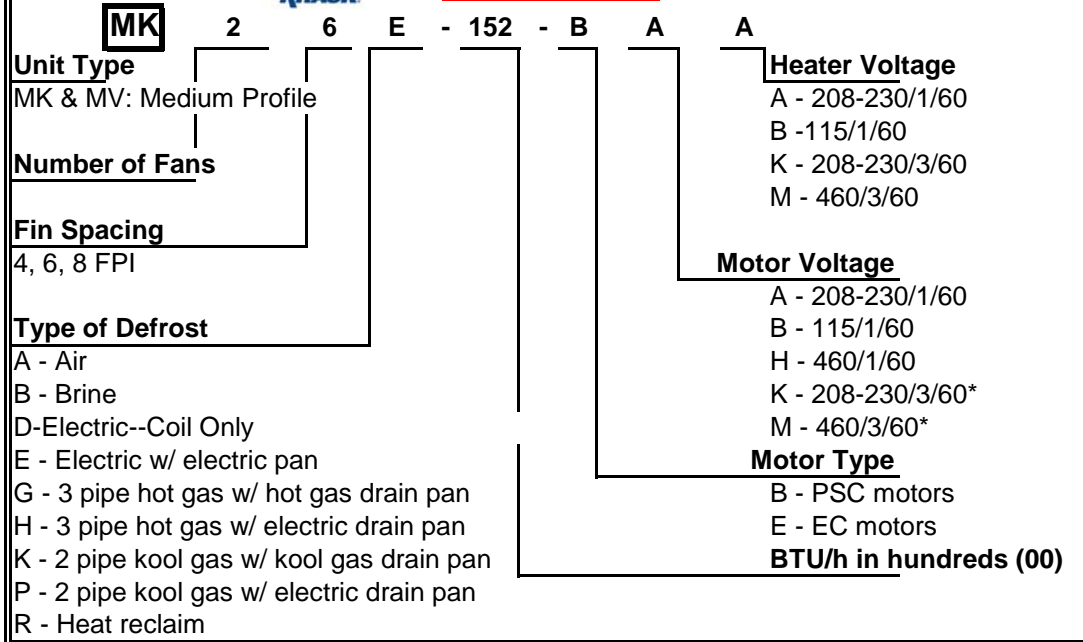 MK 2 6 E - 152 - B A A
Unit Type
MK & MV: Medium Profile
Number of Fans
Fin Spacing
4, 6, 8 FPI
Type of Defrost
A - Air
B - Brine
D-Electric--Coil Only
E - Electric w/ electric pan
G - 3 pipe hot gas w/ hot gas drain pan
H - 3 pipe hot gas w/ electric drain pan
K - 2 pipe kool gas w/ kool gas drain pan
P - 2 pipe kool gas w/ electric drain pan
R - Heat reclaim
Heater Voltage
A - 208-230/1/60
B -115/1/60
K - 208-230/3/60
M - 460/3/60
Motor Voltage
A - 208-230/1/60
B - 115/1/60
H - 460/1/60
K - 208-230/3/60*
M - 460/3/60*
Motor Type
B - PSC motors
E - EC motors
BTU/h in hundreds (00)